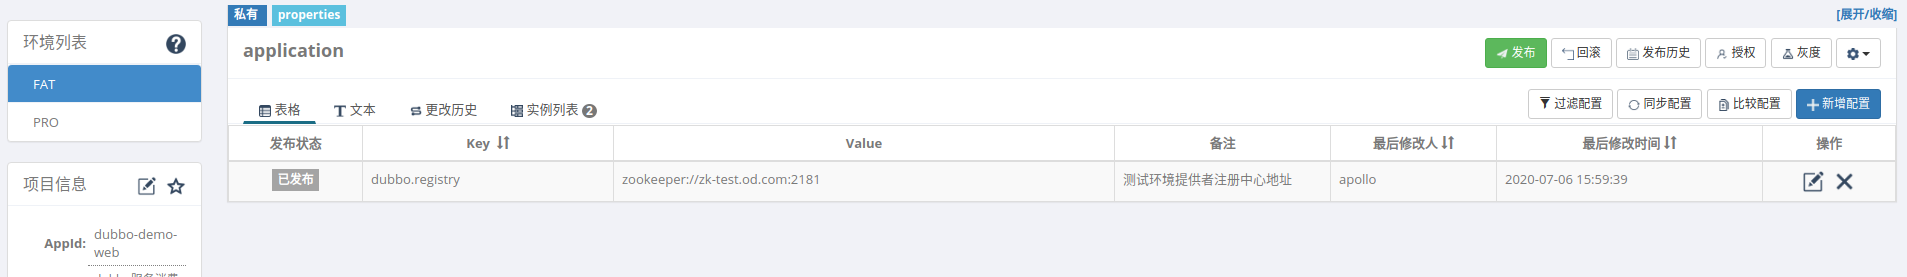 私有 properties [展开/收缩]
环境列表
FAT
PRO
项目信息
AppId: dubbo-demo-
web
application
发布 回滚 发布历史 授权 灰度
表格 文本 更改历史 实例列表 2
过滤配置 同步配置 比较配置 新增配置
发布状态 Key Value 备注 最后修改人 最后修改时间 操作
已发布 dubbo.registry zookeeper://zk-test.od.com:2181 测试环境提供者注册中心地址 apollo 2020-07-06 15:59:39